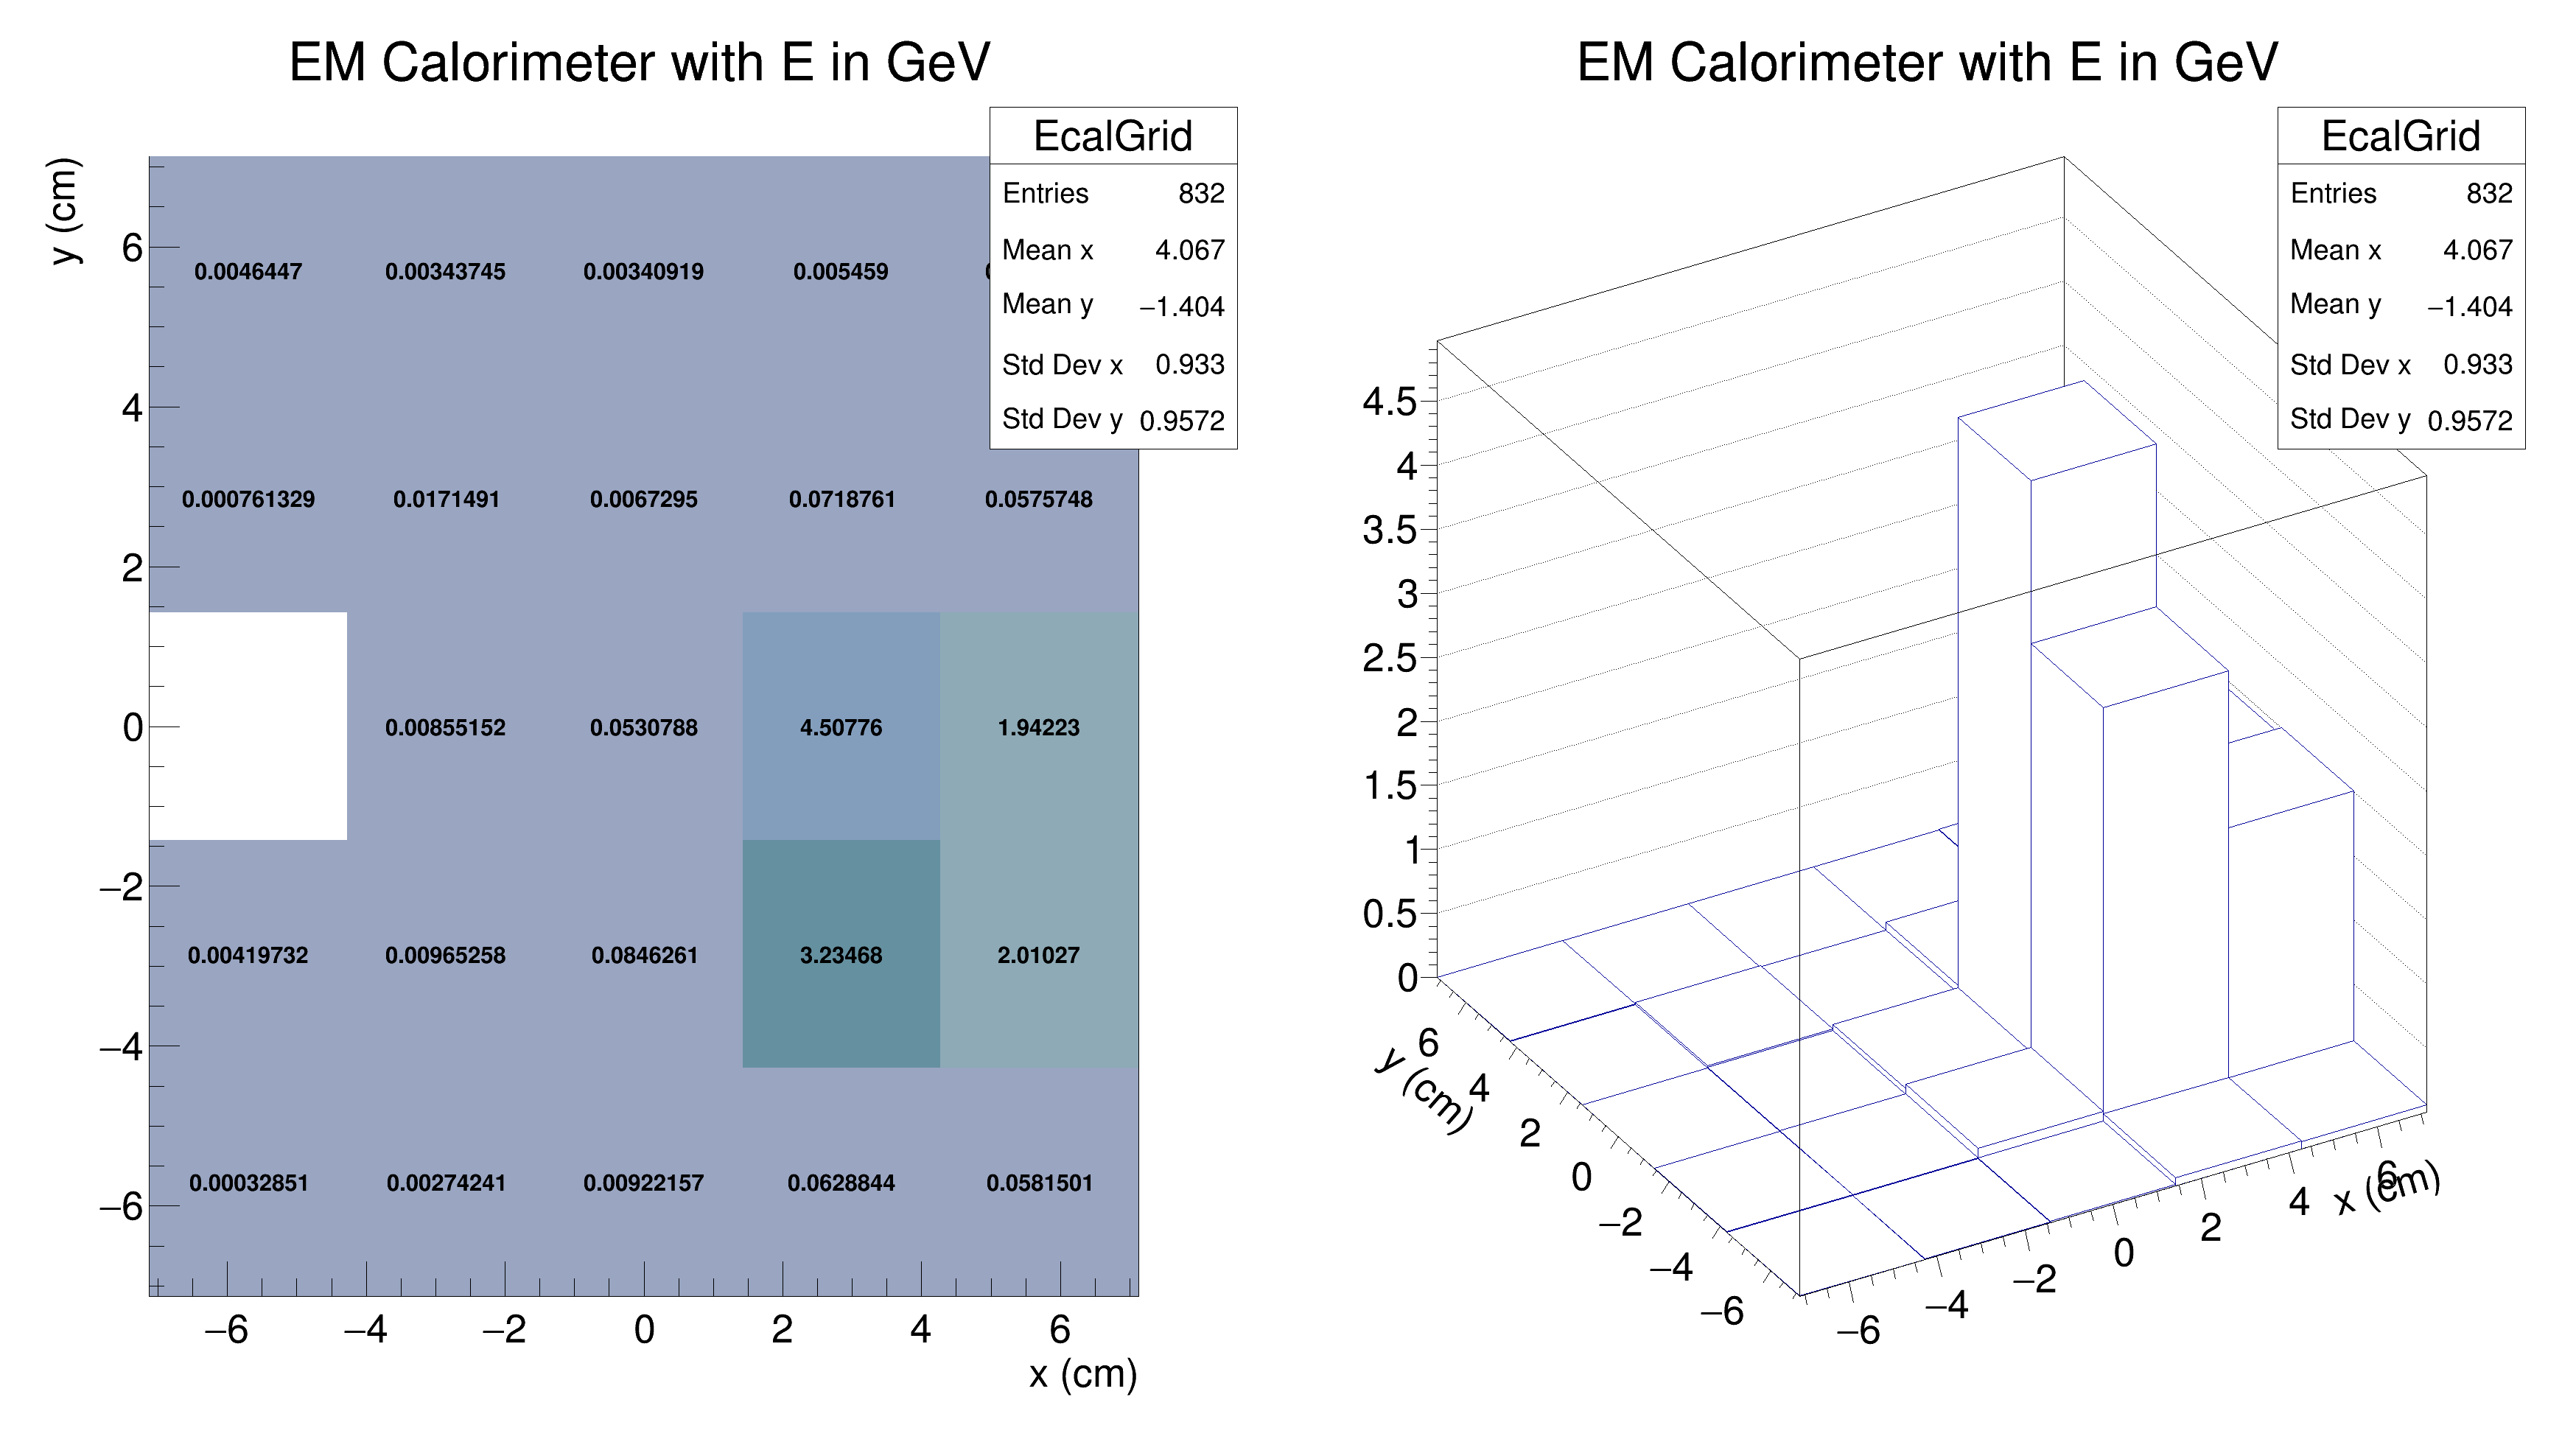 EM Calorimeter with E in GeV
EcalGrid
Entries 832
Mean x 4.067
Mean y −1.404
Std Dev x 0.933
Std Dev y 0.9572
y (cm)
6
4
2
0
−2
−4
−6
0.0046447 0.00343745 0.00340919 0.005459
0.000761329 0.0171491 0.0067295 0.0718761 0.0575748
0.00855152 0.0530788 4.50776 1.94223
0.00419732 0.00965258 0.0846261 3.23468 2.01027
0.00032851 0.00274241 0.00922157 0.0628844 0.0581501
−6 −4 −2 0 2 4 6
x (cm)
EM Calorimeter with E in GeV
EcalGrid
Entries 832
Mean x 4.067
Mean y −1.404
Std Dev x 0.933
Std Dev y 0.9572
4.5
4
3.5
3
2.5
2
1.5
1
0.5
0
y (cm)
6
4
2
0
−2
−4
−6
−6 −4 −2 0 2 4 6
x (cm)